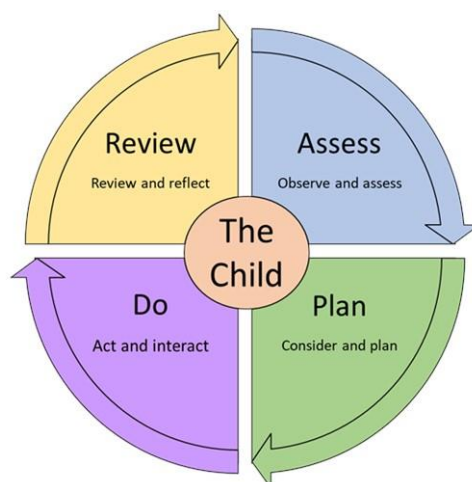 Review
Review and reflect
Assess
Observe and assess
The
Child
Do
Act and interact
Plan
Consider and plan